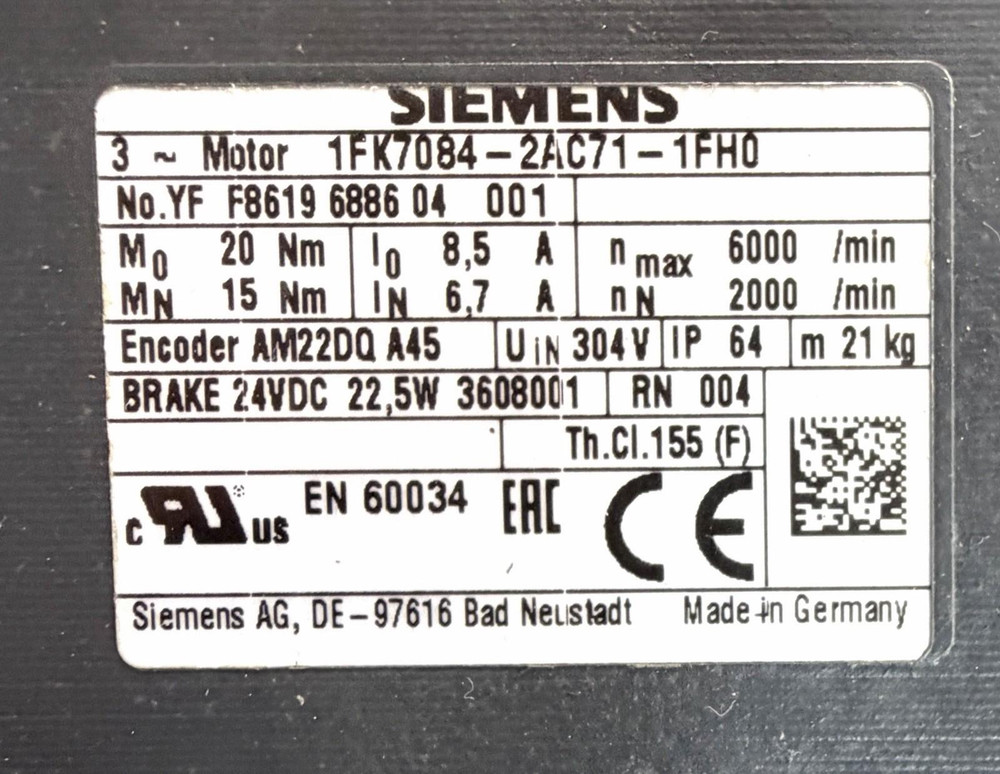 SIEMENS
3 ~ Motor 1FK7084-2AC71-1FH0
No.YF F8619 6886 04 001
M0 20 Nm I0 8,5 A n max 6000 /min
MN 15 Nm IN 6,7 A nN 2000 /min
Encoder AM22DQ A45 UIN 304 V IP 64 m 21 kg
BRAKE 24VDC 22,5W 3608001 RN 004
Th.Cl.155 (F)
c RU US EN 60034 EAC CE
Siemens AG, DE-97616 Bad Neustadt Made in Germany